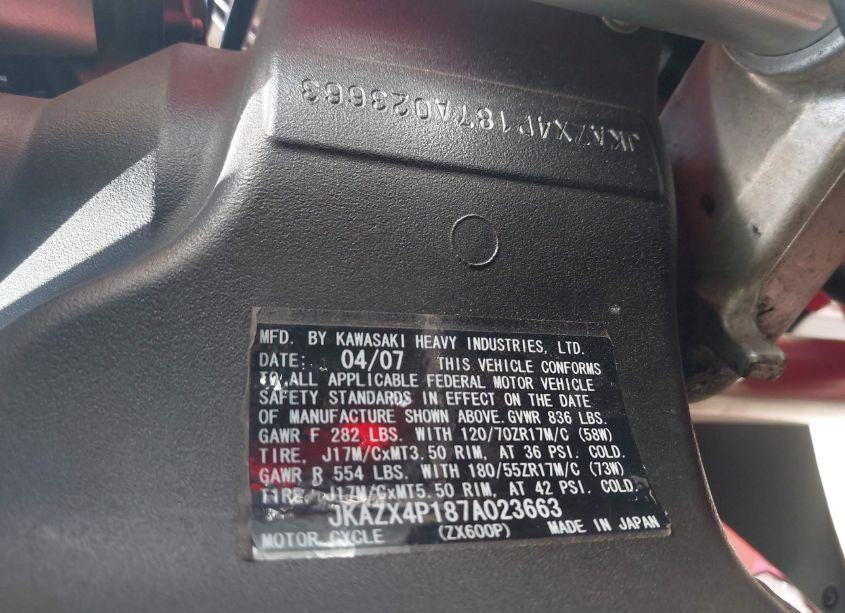 JKAZX4P187A023663
MFD. BY KAWASAKI HEAVY INDUSTRIES, LTD.
DATE: 04/07 THIS VEHICLE CONFORMS
TO ALL APPLICABLE FEDERAL MOTOR VEHICLE
SAFETY STANDARDS IN EFFECT ON THE DATE
OF MANUFACTURE SHOWN ABOVE. GVWR 836 LBS.
GAWR F 282 LBS. WITH 120/70ZR17M/C (58W)
TIRE, J17M/CxMT3.50 RIM, AT 36 PSI. COLD.
GAWR R 554 LBS. WITH 180/55ZR17M/C (73W)
TIRE, J17M/CxMT5.50 RIM, AT 42 PSI. COLD.
JKAZX4P187A023663
MOTOR CYCLE (ZX600P) MADE IN JAPAN